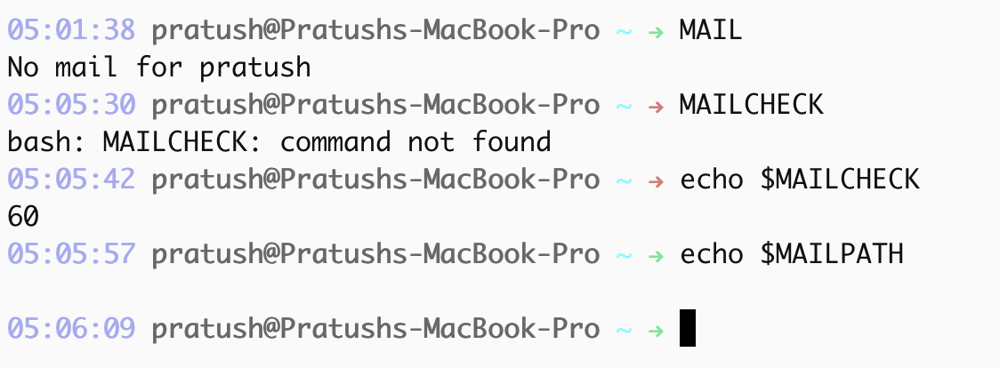 05:01:38 pratush@Pratushs-MacBook-Pro ~ → MAIL
No mail for pratush
05:05:30 pratush@Pratushs-MacBook-Pro ~ → MAILCHECK
bash: MAILCHECK: command not found
05:05:42 pratush@Pratushs-MacBook-Pro ~ → echo $MAILCHECK
60
05:05:57 pratush@Pratushs-MacBook-Pro ~ → echo $MAILPATH
05:06:09 pratush@Pratushs-MacBook-Pro ~ →